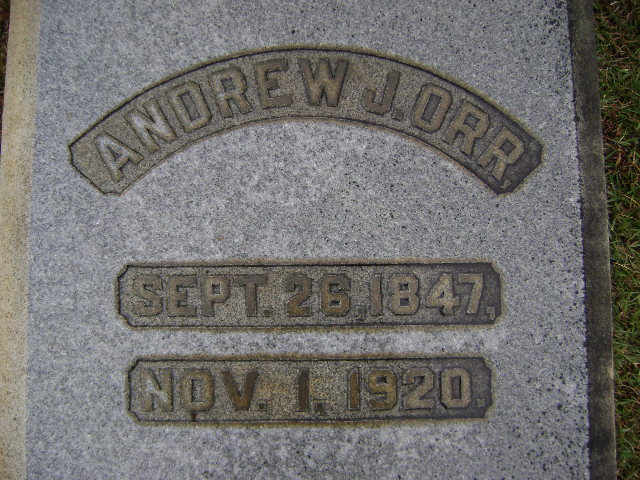 ANDREW J. ORR,
SEPT. 26, 1847,
NOV. 1, 1920.